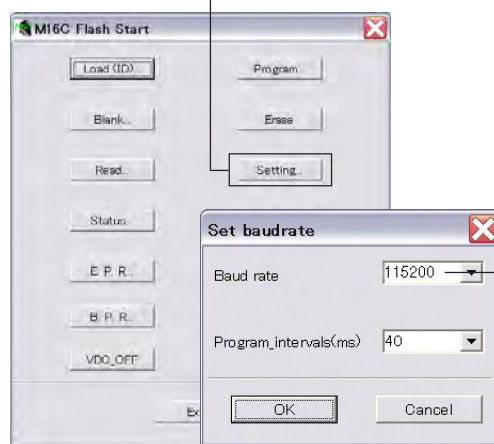 M16C Flash Start
Load (ID)...
Program...
Blank...
Erase
Read...
Setting...
Status...
E. P. R...
B. P. R...
VDC_OFF
Set baudrate
Baud rate
115200
Program_intervals(ms)
40
OK
Cancel